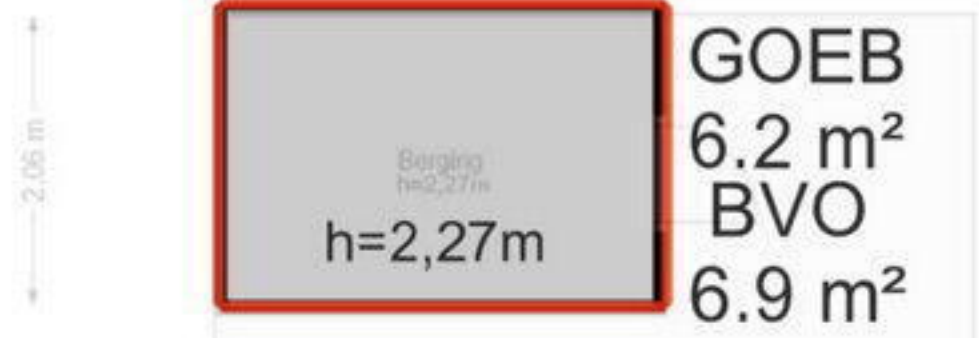 GOEB
6.2 m²
BVO
6.9 m²
2.06 m
Berging
h=2,27m
h=2,27m